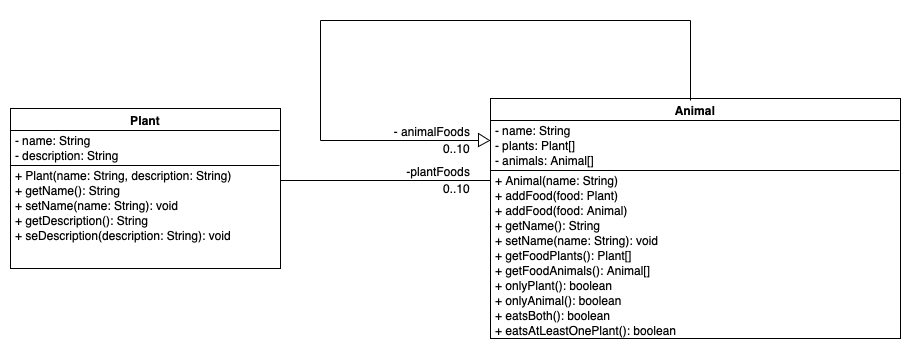 Plant
- name: String
- description: String
+ Plant(name: String, description: String)
+ getName(): String
+ setName(name: String): void
+ getDescription(): String
+ seDescription(description: String): void
- animalFoods
0..10
-plantFoods
0..10
Animal
- name: String
- plants: Plant[]
- animals: Animal[]
+ Animal(name: String)
+ addFood(food: Plant)
+ addFood(food: Animal)
+ getName(): String
+ setName(name: String): void
+ getFoodPlants(): Plant[]
+ getFoodAnimals(): Animal[]
+ onlyPlant(): boolean
+ onlyAnimal(): boolean
+ eatsBoth(): boolean
+ eatsAtLeastOnePlant(): boolean